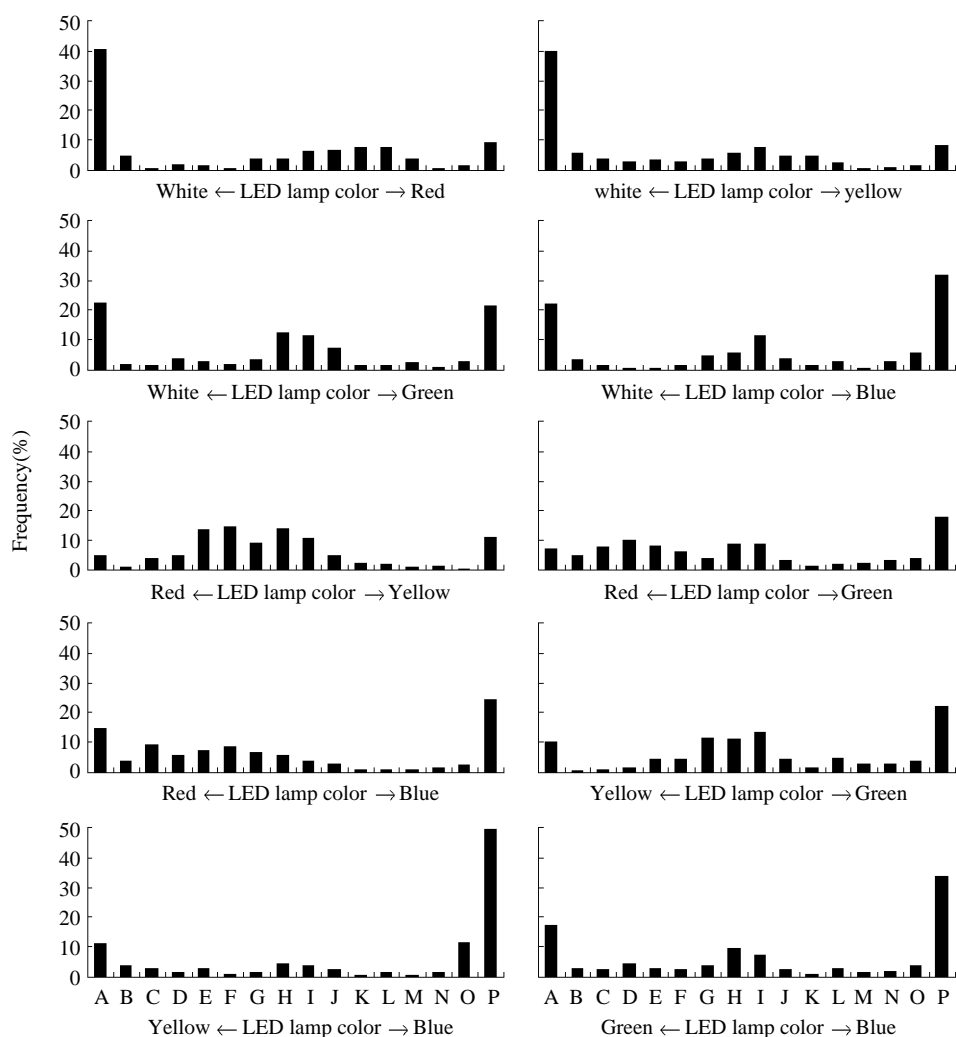 50 40 30 20 10 0
White ← LED lamp color → Red
white ← LED lamp color → yellow
50 40 30 20 10 0
White ← LED lamp color → Green
White ← LED lamp color → Blue
Frequency(%)
50 40 30 20 10 0
Red ← LED lamp color → Yellow
Red ← LED lamp color → Green
50 40 30 20 10 0
Red ← LED lamp color → Blue
Yellow ← LED lamp color → Green
50 40 30 20 10 0
A B C D E F G H I J K L M N O P
A B C D E F G H I J K L M N O P
Yellow ← LED lamp color → Blue
Green ← LED lamp color → Blue